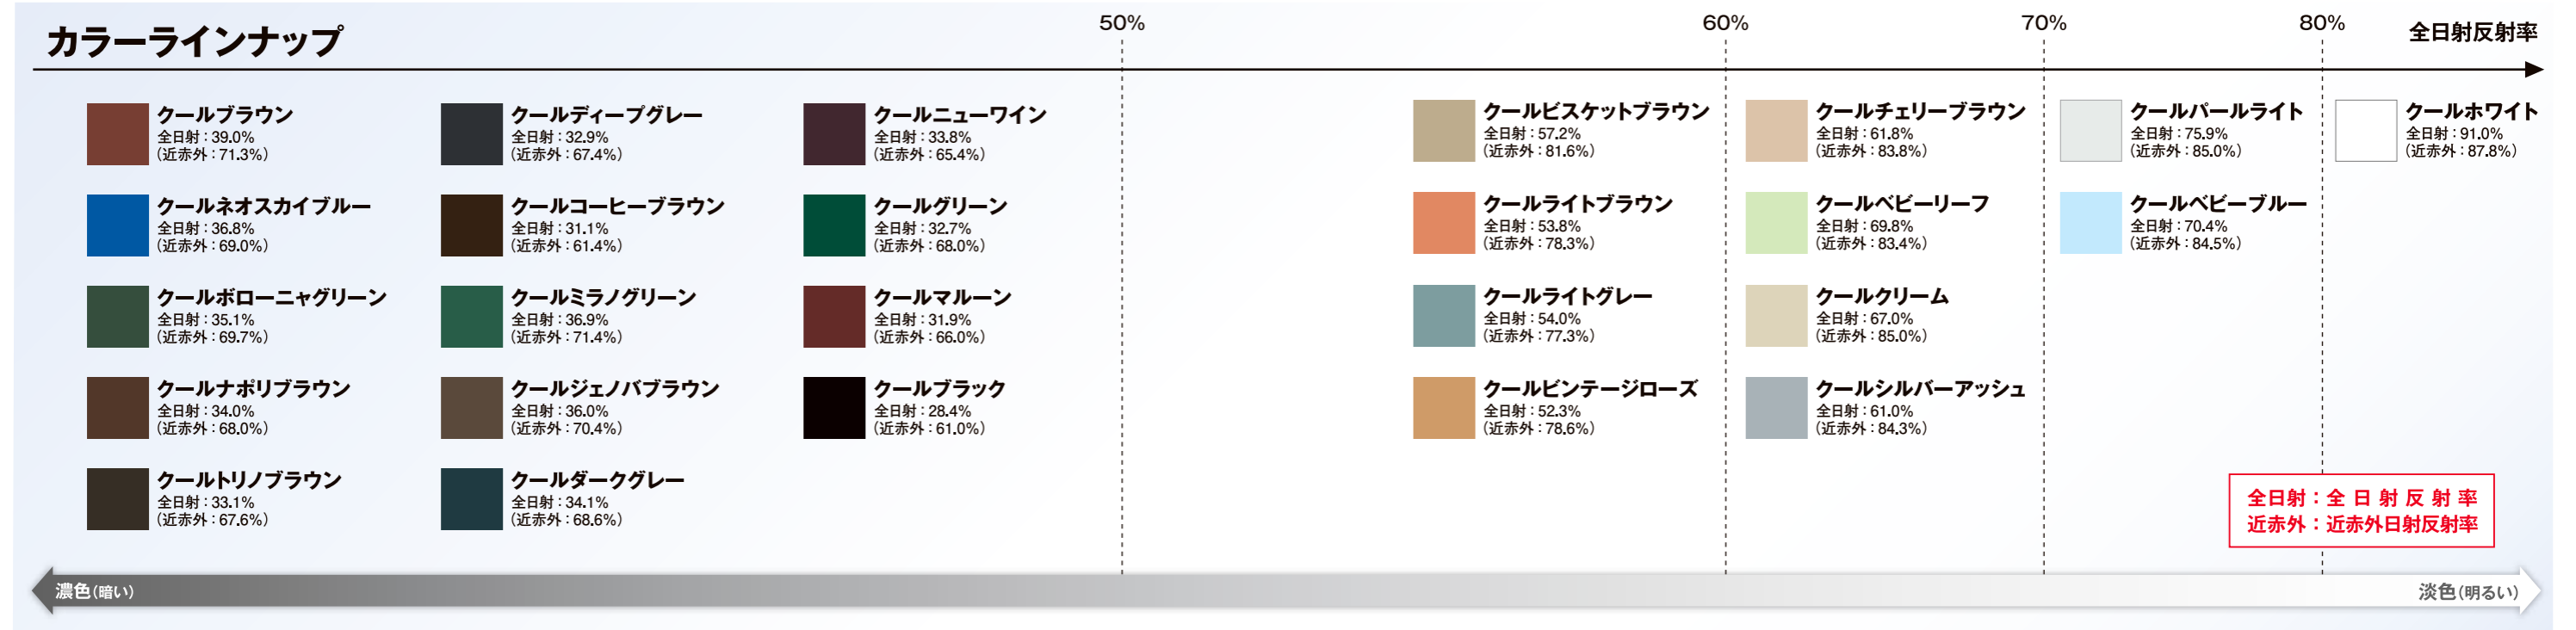 カラーラインナップ
50%
60%
70%
80%
全日射反射率
クールブラウン
全日射：39.0%
（近赤外：71.3%）
クールネオスカイブルー
全日射：36.8%
（近赤外：69.0%）
クールボローニャグリーン
全日射：35.1%
（近赤外：69.7%）
クールナポリブラウン
全日射：34.0%
（近赤外：68.0%）
クールトリノブラウン
全日射：33.1%
（近赤外：67.6%）
クールディープグレー
全日射：32.9%
（近赤外：67.4%）
クールコーヒーブラウン
全日射：31.1%
（近赤外：61.4%）
クールミラノグリーン
全日射：36.9%
（近赤外：71.4%）
クールジェノバブラウン
全日射：36.0%
（近赤外：70.4%）
クールダークグレー
全日射：34.1%
（近赤外：68.6%）
クールニューワイン
全日射：33.8%
（近赤外：65.4%）
クールグリーン
全日射：32.7%
（近赤外：68.0%）
クールマルーン
全日射：31.9%
（近赤外：66.0%）
クールブラック
全日射：28.4%
（近赤外：61.0%）
クールビスケットブラウン
全日射：57.2%
（近赤外：81.6%）
クールライトブラウン
全日射：53.8%
（近赤外：78.3%）
クールライトグレー
全日射：54.0%
（近赤外：77.3%）
クールビンテージローズ
全日射：52.3%
（近赤外：78.6%）
クールチェリーブラウン
全日射：61.8%
（近赤外：83.8%）
クールベビーリーフ
全日射：69.8%
（近赤外：83.4%）
クールクリーム
全日射：67.0%
（近赤外：85.0%）
クールシルバーアッシュ
全日射：61.0%
（近赤外：84.3%）
クールパールライト
全日射：75.9%
（近赤外：85.0%）
クールベビーブルー
全日射：70.4%
（近赤外：84.5%）
クールホワイト
全日射：91.0%
（近赤外：87.8%）
全日射：全日射反射率
近赤外：近赤外日射反射率
濃色（暗い）
淡色（明るい）